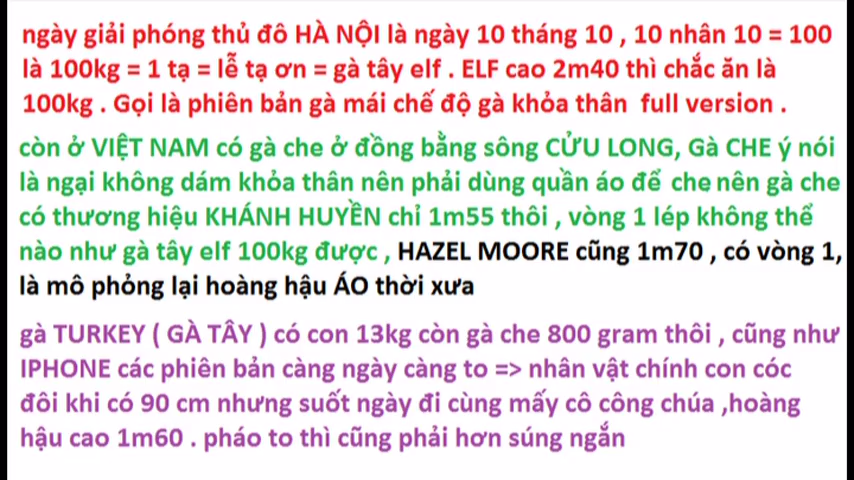 ngày giải phóng thủ đô HÀ NỘI là ngày 10 tháng 10 , 10 nhân 10 = 100
là 100kg = 1 tạ = lễ tạ ơn = gà tây elf . ELF cao 2m40 thì chắc ăn là
100kg . Gọi là phiên bản gà mái chế độ gà khỏa thân full version .
còn ở VIỆT NAM có gà che ở đồng bằng sông CỬU LONG, Gà CHE ý nói
là ngại không dám khỏa thân nên phải dùng quần áo để che nên gà che
có thương hiệu KHÁNH HUYỀN chỉ 1m55 thôi , vòng 1 lép không thể
nào như gà tây elf 100kg được , HAZEL MOORE cũng 1m70 , có vòng 1,
là mô phỏng lại hoàng hậu ÁO thời xưa
gà TURKEY ( GÀ TÂY ) có con 13kg còn gà che 800 gram thôi , cũng như
IPHONE các phiên bản càng ngày càng to => nhân vật chính con cóc
đôi khi có 90 cm nhưng suốt ngày đi cùng mấy cô công chúa ,hoàng
hậu cao 1m60 . pháo to thì cũng phải hơn súng ngắn